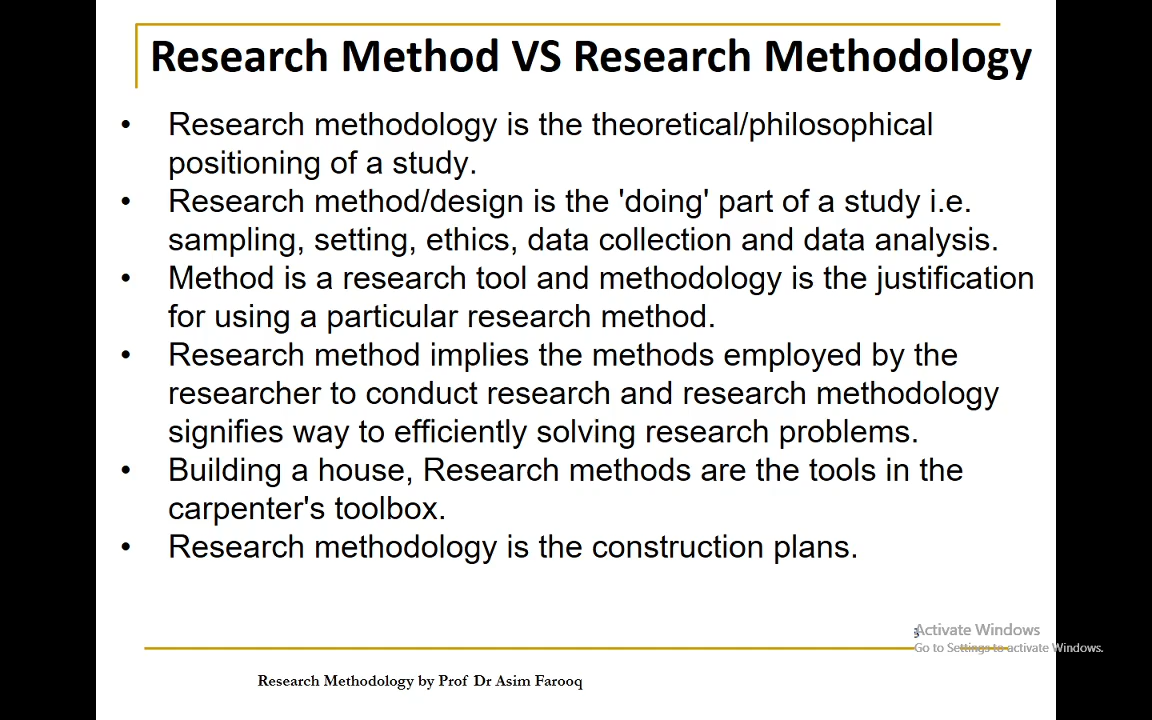 Research Method VS Research Methodology
• Research methodology is the theoretical/philosophical
positioning of a study.
• Research method/design is the 'doing' part of a study i.e.
sampling, setting, ethics, data collection and data analysis.
• Method is a research tool and methodology is the justification
for using a particular research method.
• Research method implies the methods employed by the
researcher to conduct research and research methodology
signifies way to efficiently solving research problems.
• Building a house, Research methods are the tools in the
carpenter's toolbox.
• Research methodology is the construction plans.
Activate Windows
Go to Settings to activate Windows.
Research Methodology by Prof Dr Asim Farooq